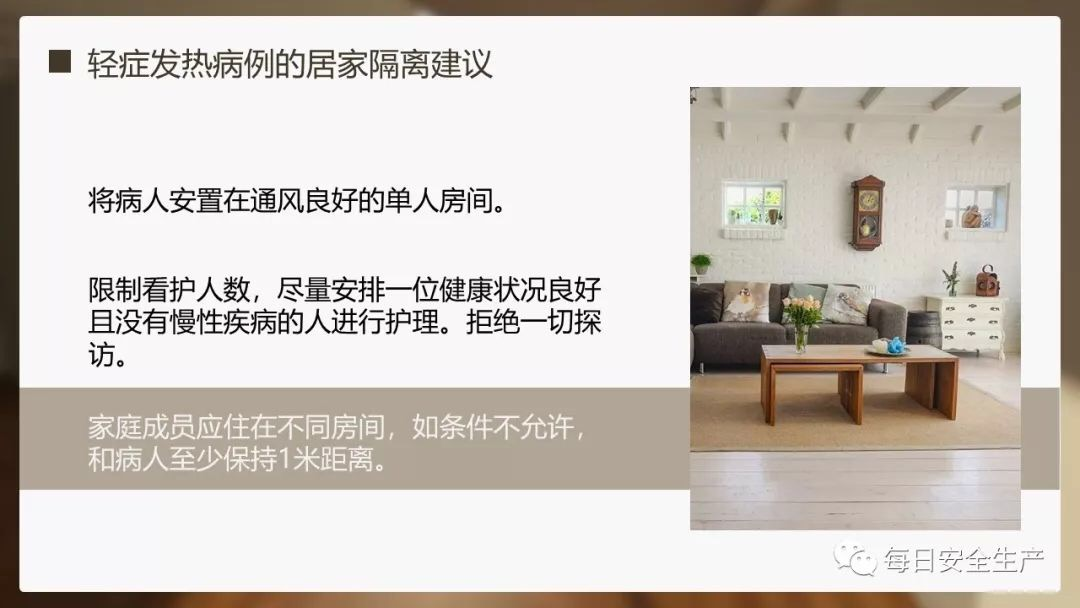 轻症发热病例的居家隔离建议
将病人安置在通风良好的单人房间。
限制看护人数，尽量安排一位健康状况良好
且没有慢性疾病的人进行护理。拒绝一切探
访。
家庭成员应住在不同房间，如条件不允许，
和病人至少保持1米距离。
每日安全生产